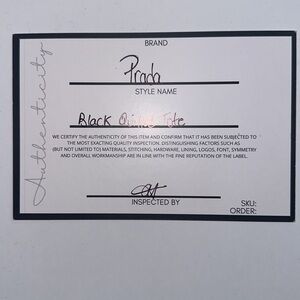 Authenticity
BRAND
Prada
STYLE NAME
Black Quilted Tote
WE CERTIFY THE AUTHENTICITY OF THIS ITEM AND CONFIRM THAT IT HAS BEEN SUBJECTED TO
THE MOST EXACTING QUALITY INSPECTION. DISTINGUISHING FACTORS SUCH AS
(BUT NOT LIMITED TO) MATERIALS, STITCHING, HARDWARE, LINING, LOGOS, FONT, SYMMETRY
AND OVERALL WORKMANSHIP ARE IN LINE WITH THE FINE REPUTATION OF THE LABEL.
INSPECTED BY
SKU:
ORDER: